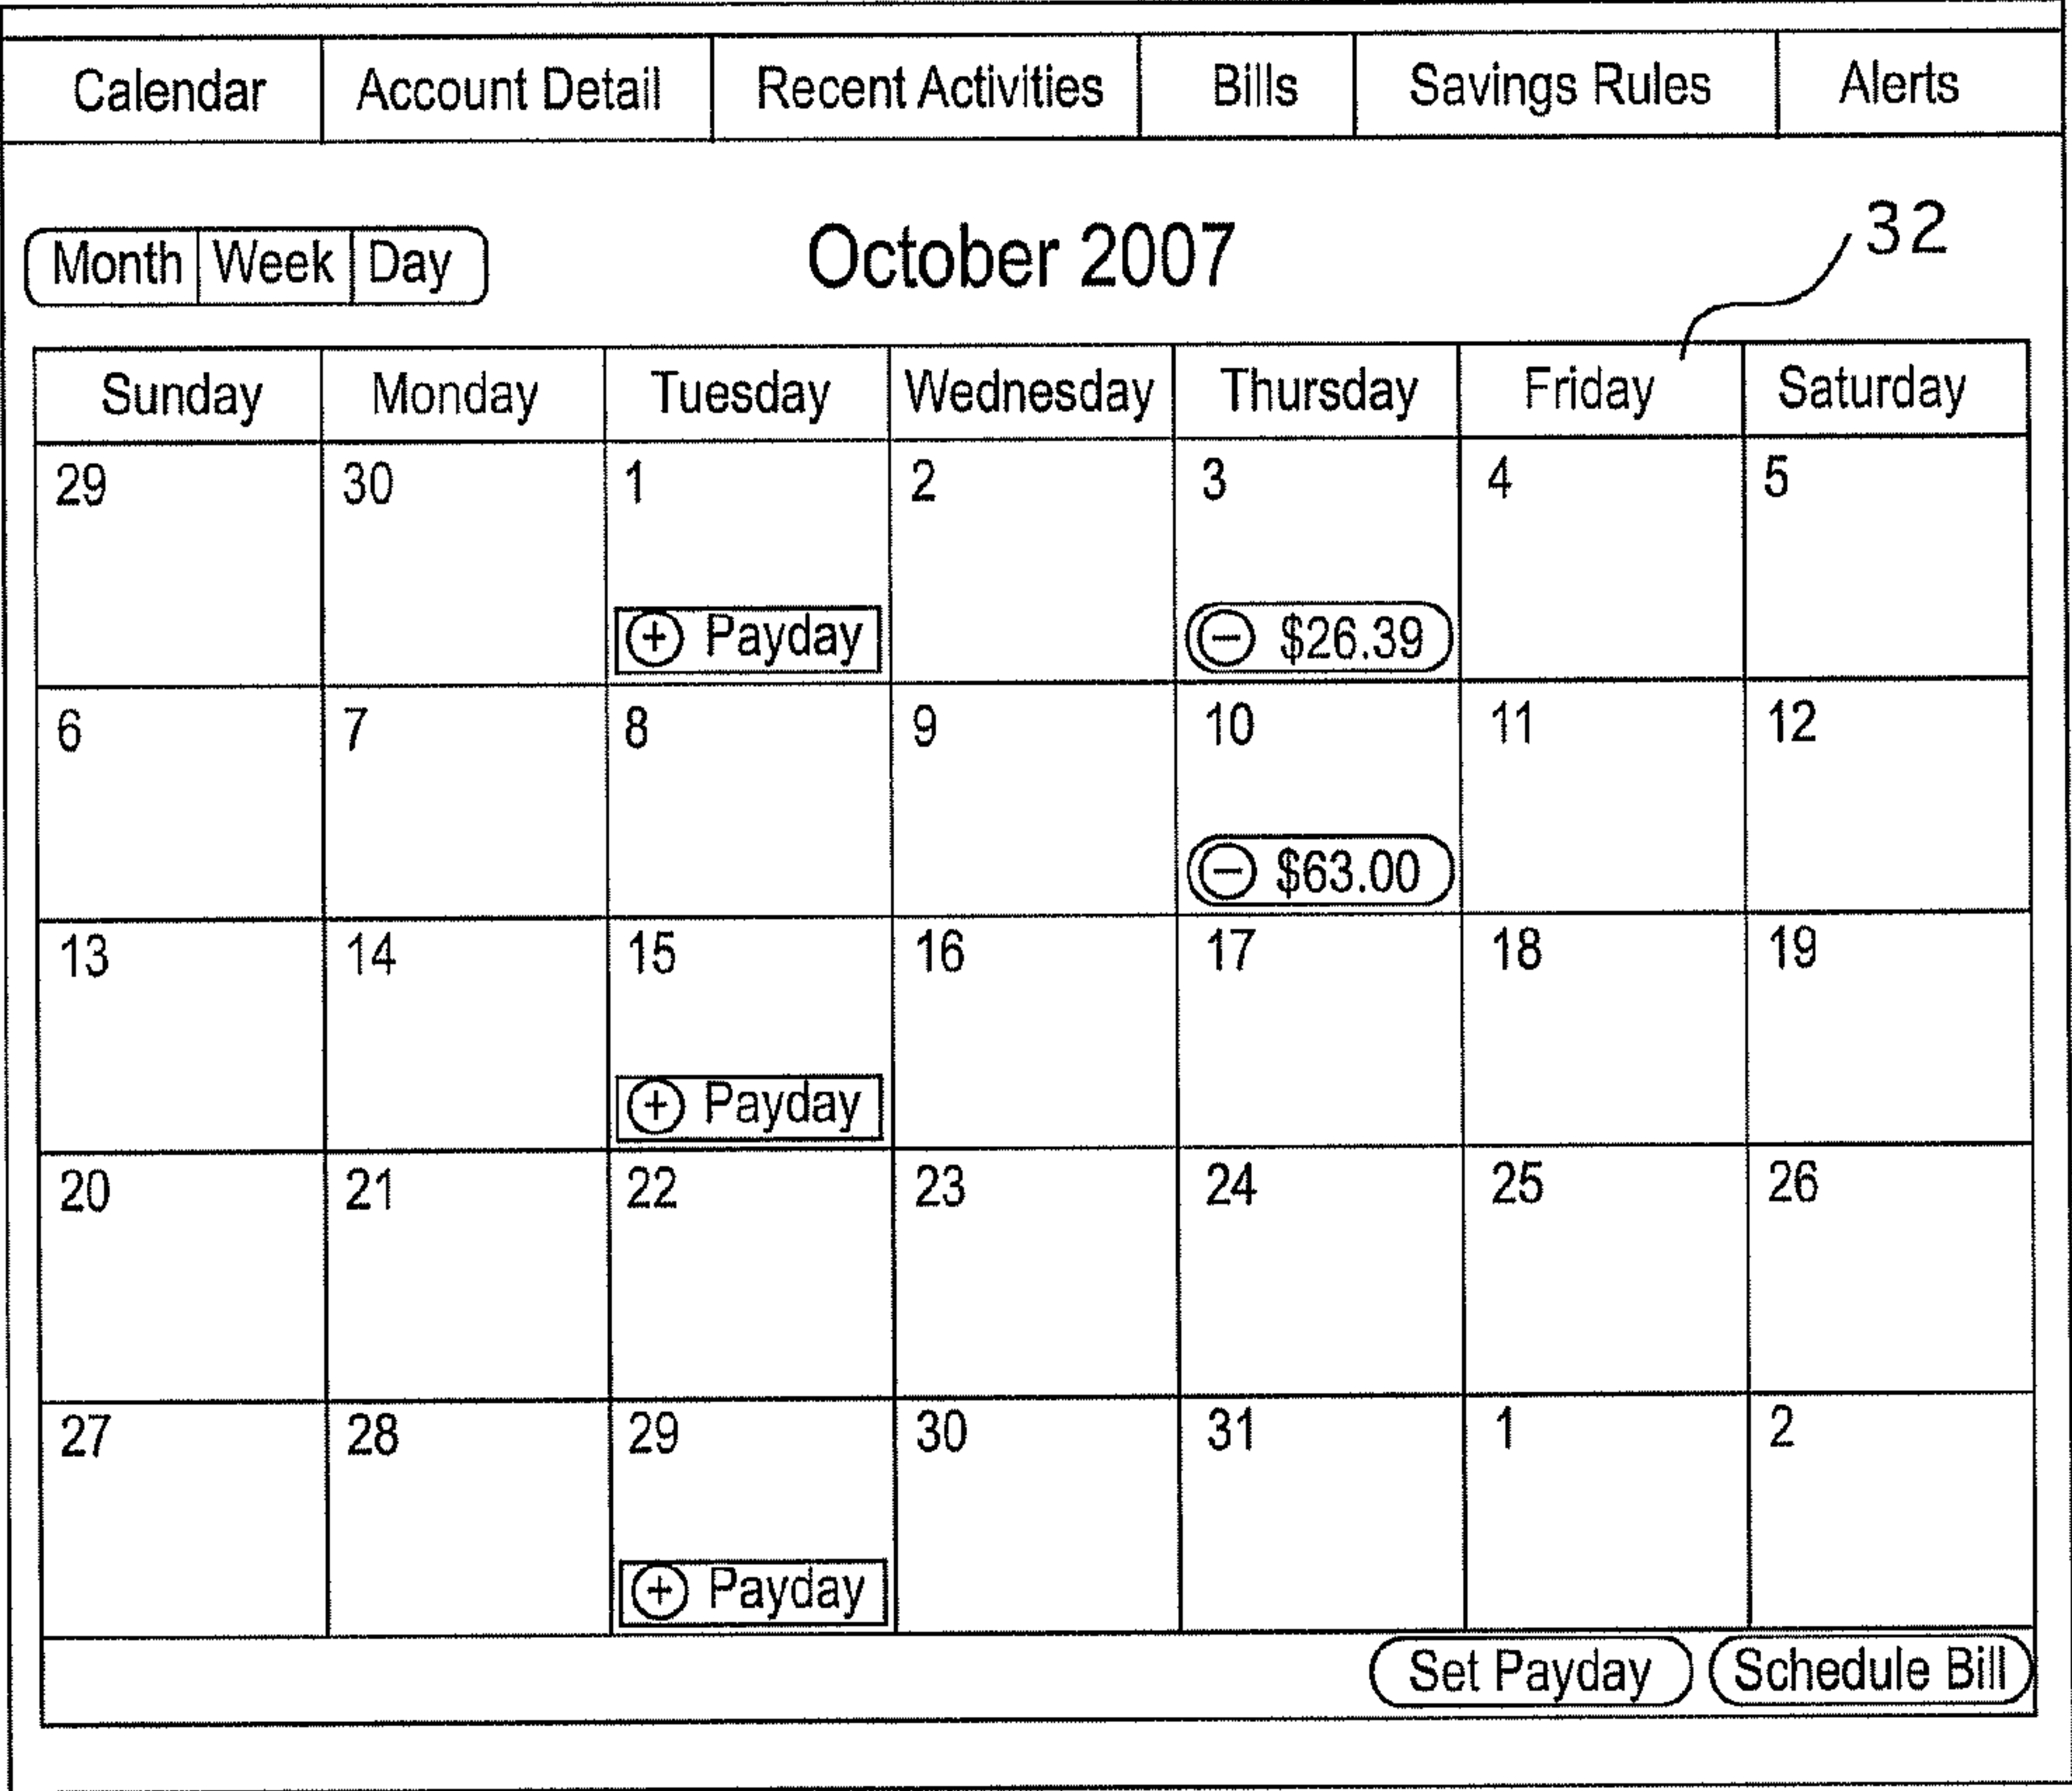 Calendar Account Detail Recent Activities Bills Savings Rules Alerts
Month Week Day October 2007 32
Sunday Monday Tuesday Wednesday Thursday Friday Saturday
29 30 1 2 3 4 5
+ Payday − $26.39
6 7 8 9 10 11 12
− $63.00
13 14 15 16 17 18 19
+ Payday
20 21 22 23 24 25 26
27 28 29 30 31 1 2
+ Payday
Set Payday Schedule Bill